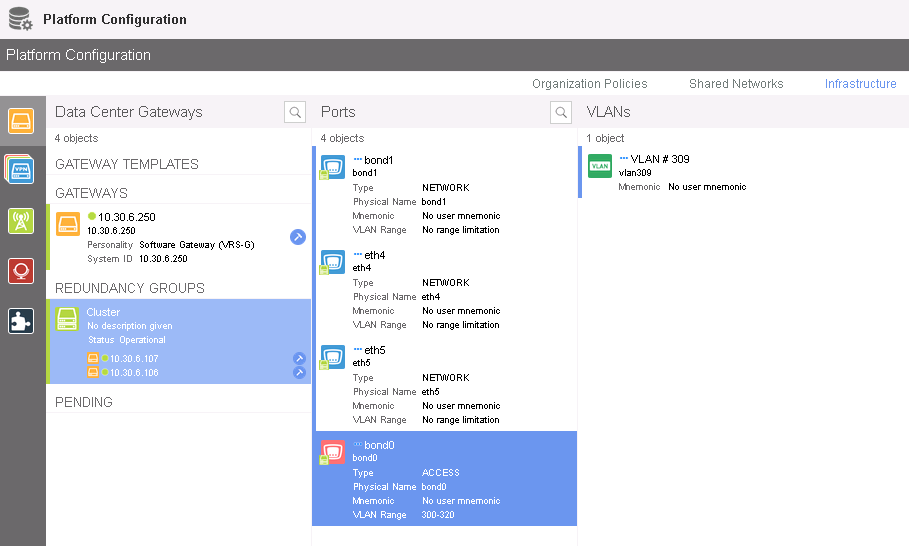 Platform Configuration
Platform Configuration
Organization Policies Shared Networks Infrastructure
Data Center Gateways
4 objects
GATEWAY TEMPLATES
GATEWAYS
10.30.6.250
10.30.6.250
Personality Software Gateway (VRS-G)
System ID 10.30.6.250
REDUNDANCY GROUPS
Cluster
No description given
Status Operational
10.30.6.107
10.30.6.106
PENDING
Ports
4 objects
bond1
bond1
Type NETWORK
Physical Name bond1
Mnemonic No user mnemonic
VLAN Range No range limitation
eth4
eth4
Type NETWORK
Physical Name eth4
Mnemonic No user mnemonic
VLAN Range No range limitation
eth5
eth5
Type NETWORK
Physical Name eth5
Mnemonic No user mnemonic
VLAN Range No range limitation
bond0
bond0
Type ACCESS
Physical Name bond0
Mnemonic No user mnemonic
VLAN Range 300-320
VLANs
1 object
VLAN
VLAN # 309
vlan309
Mnemonic No user mnemonic
VPN